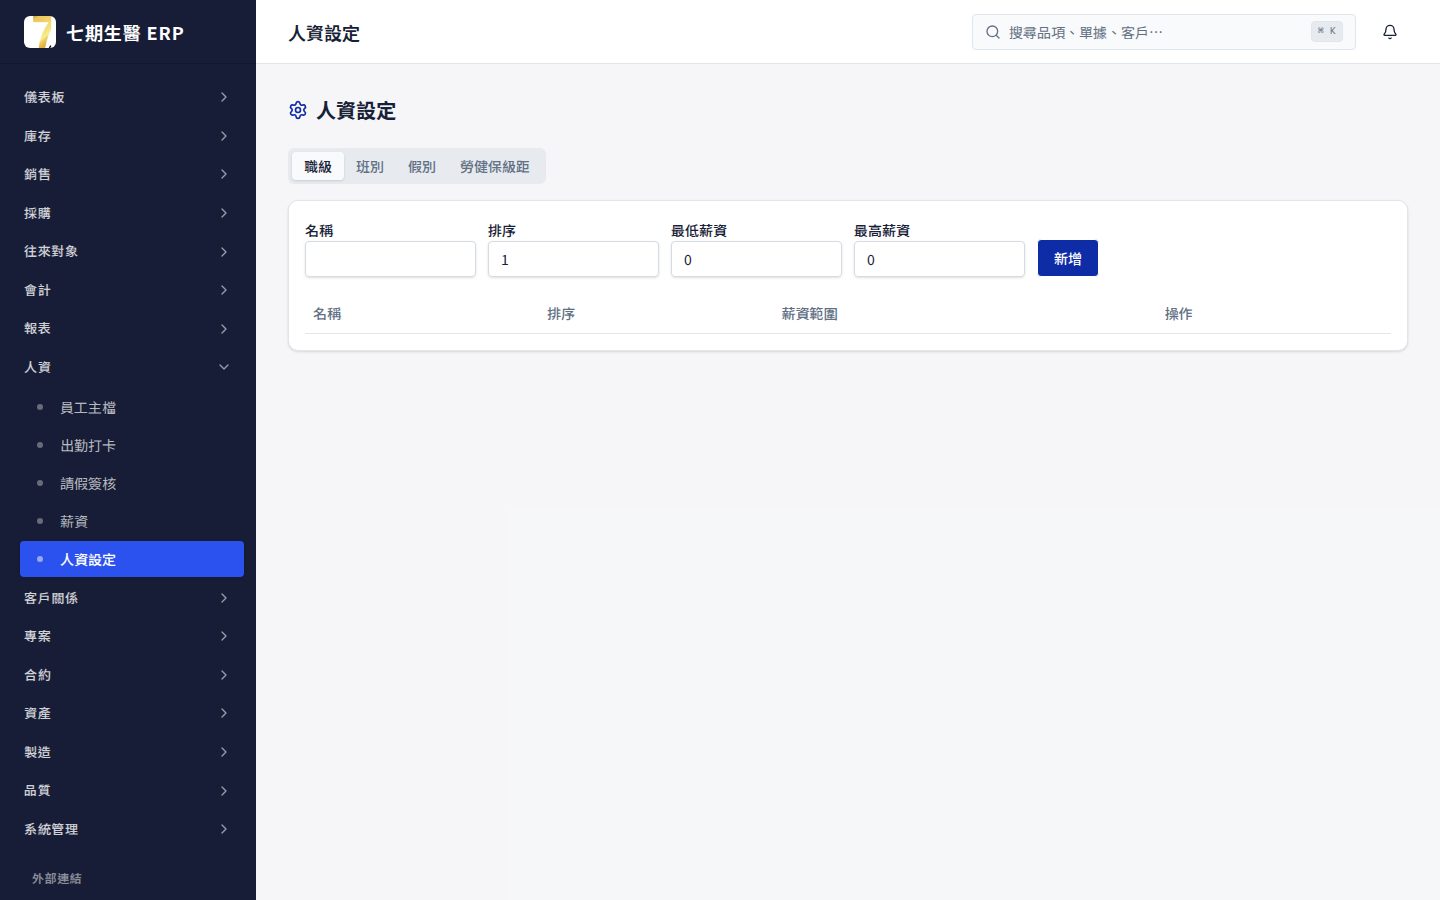 七期生醫 ERP
人資設定
搜尋品項、單據、客戶…
⌘ K
儀表板
庫存
銷售
採購
往來對象
會計
報表
人資
員工主檔
出勤打卡
請假簽核
薪資
人資設定
客戶關係
專案
合約
資產
製造
品質
系統管理
外部連結
人資設定
職級 班別 假別 勞健保級距
名稱 排序 最低薪資 最高薪資
1 0 0 新增
名稱 排序 薪資範圍 操作